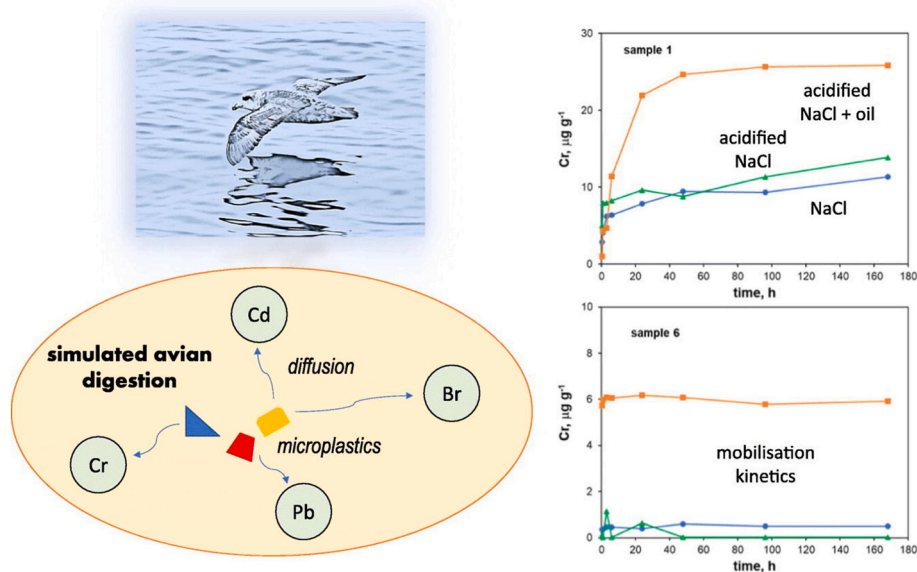 simulated avian
digestion
Cd
diffusion
Br
microplastics
Cr
Pb
sample 1
Cr, µg g⁻¹
30
20
10
0
acidified
NaCl + oil
acidified
NaCl
NaCl
0 20 40 60 80 100 120 140 160 180
time, h
sample 6
Cr, µg g⁻¹
10
8
6
4
2
0
mobilisation
kinetics
0 20 40 60 80 100 120 140 160 180
time, h